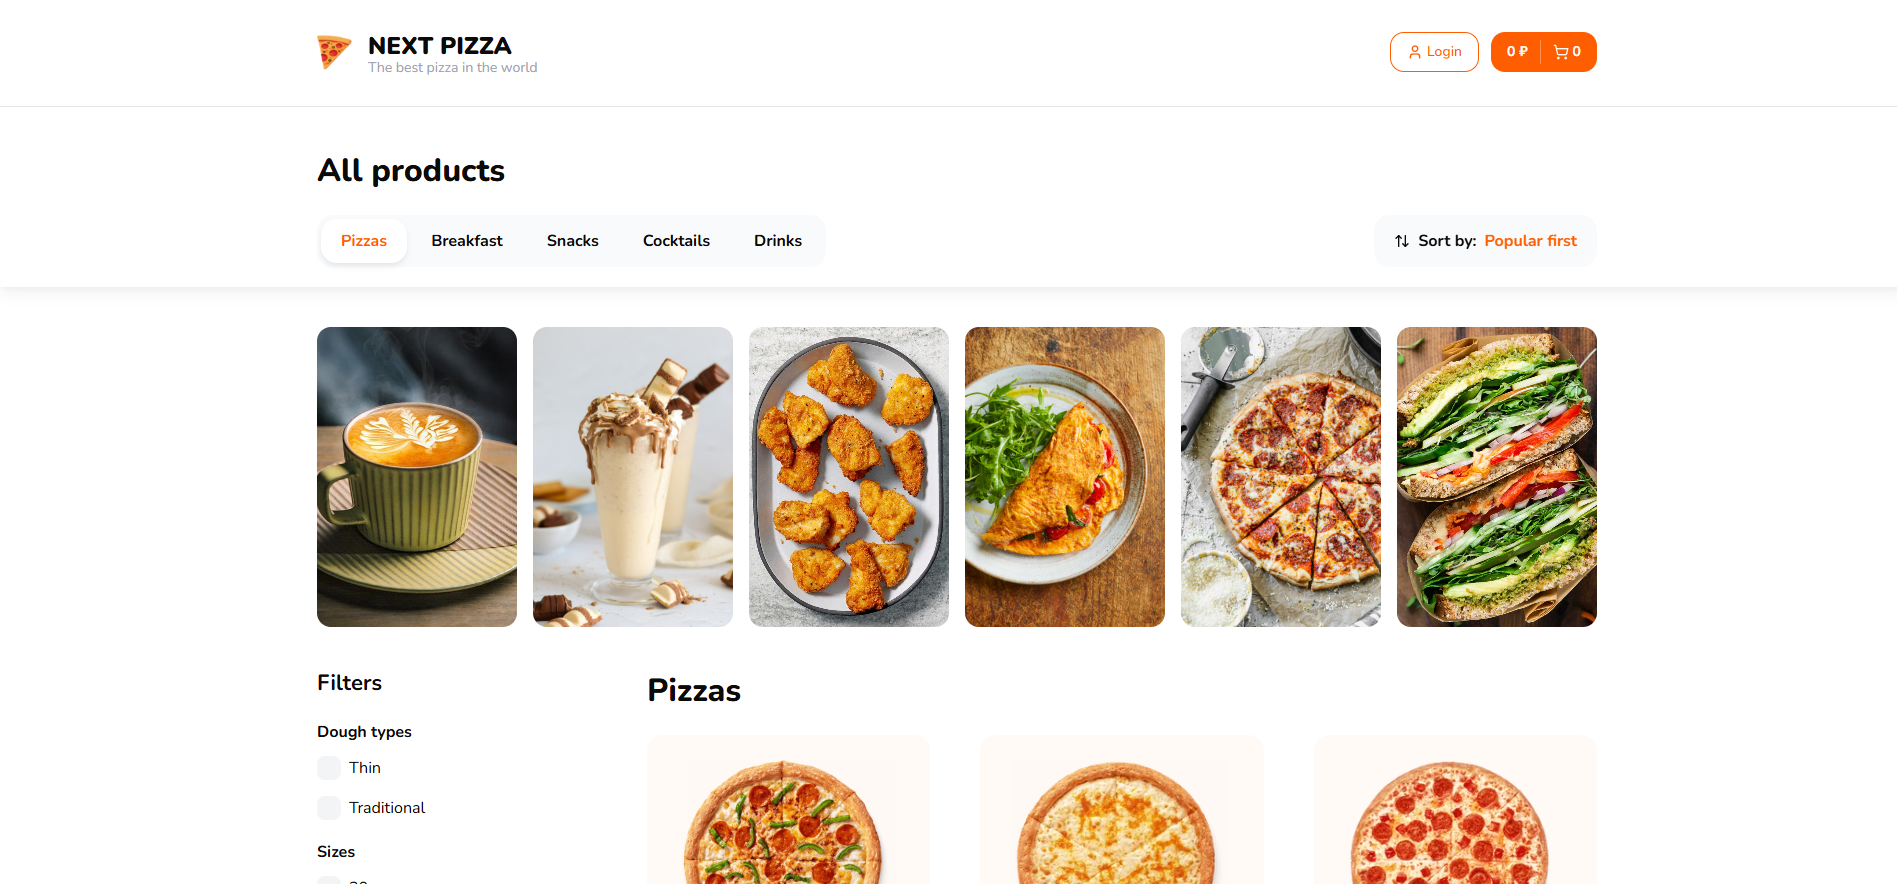 NEXT PIZZA
The best pizza in the world
Login
0 ₽
0
All products
Pizzas
Breakfast
Snacks
Cocktails
Drinks
Sort by: Popular first
Filters
Pizzas
Dough types
Thin
Traditional
Sizes